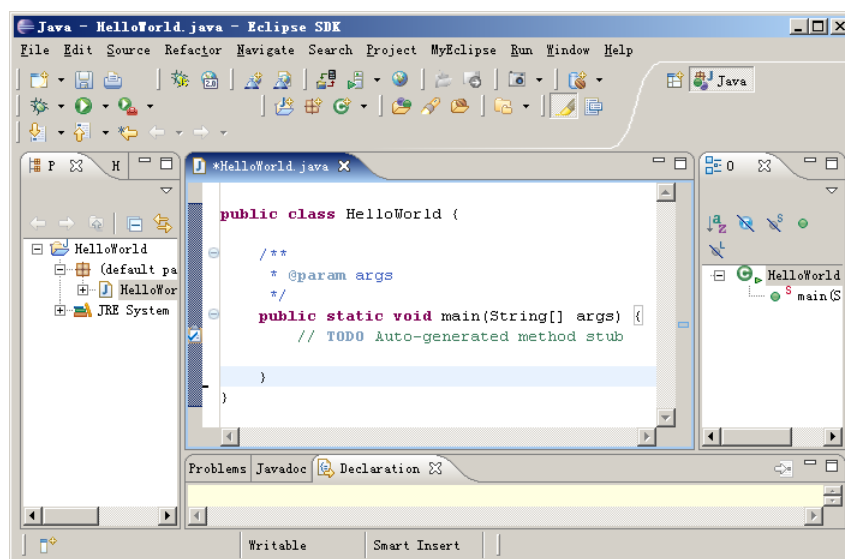 Java - HelloWorld.java - Eclipse SDK
File Edit Source Refactor Navigate Search Project MyEclipse Run Window Help
2.0
Java
P H
*HelloWorld.java
O
public class HelloWorld {
/**
* @param args
*/
public static void main(String[] args) {
// TODO Auto-generated method stub
}
}
HelloWorld
(default pa
HelloWor
JRE System
HelloWorld
main(S
Problems Javadoc Declaration
Writable Smart Insert